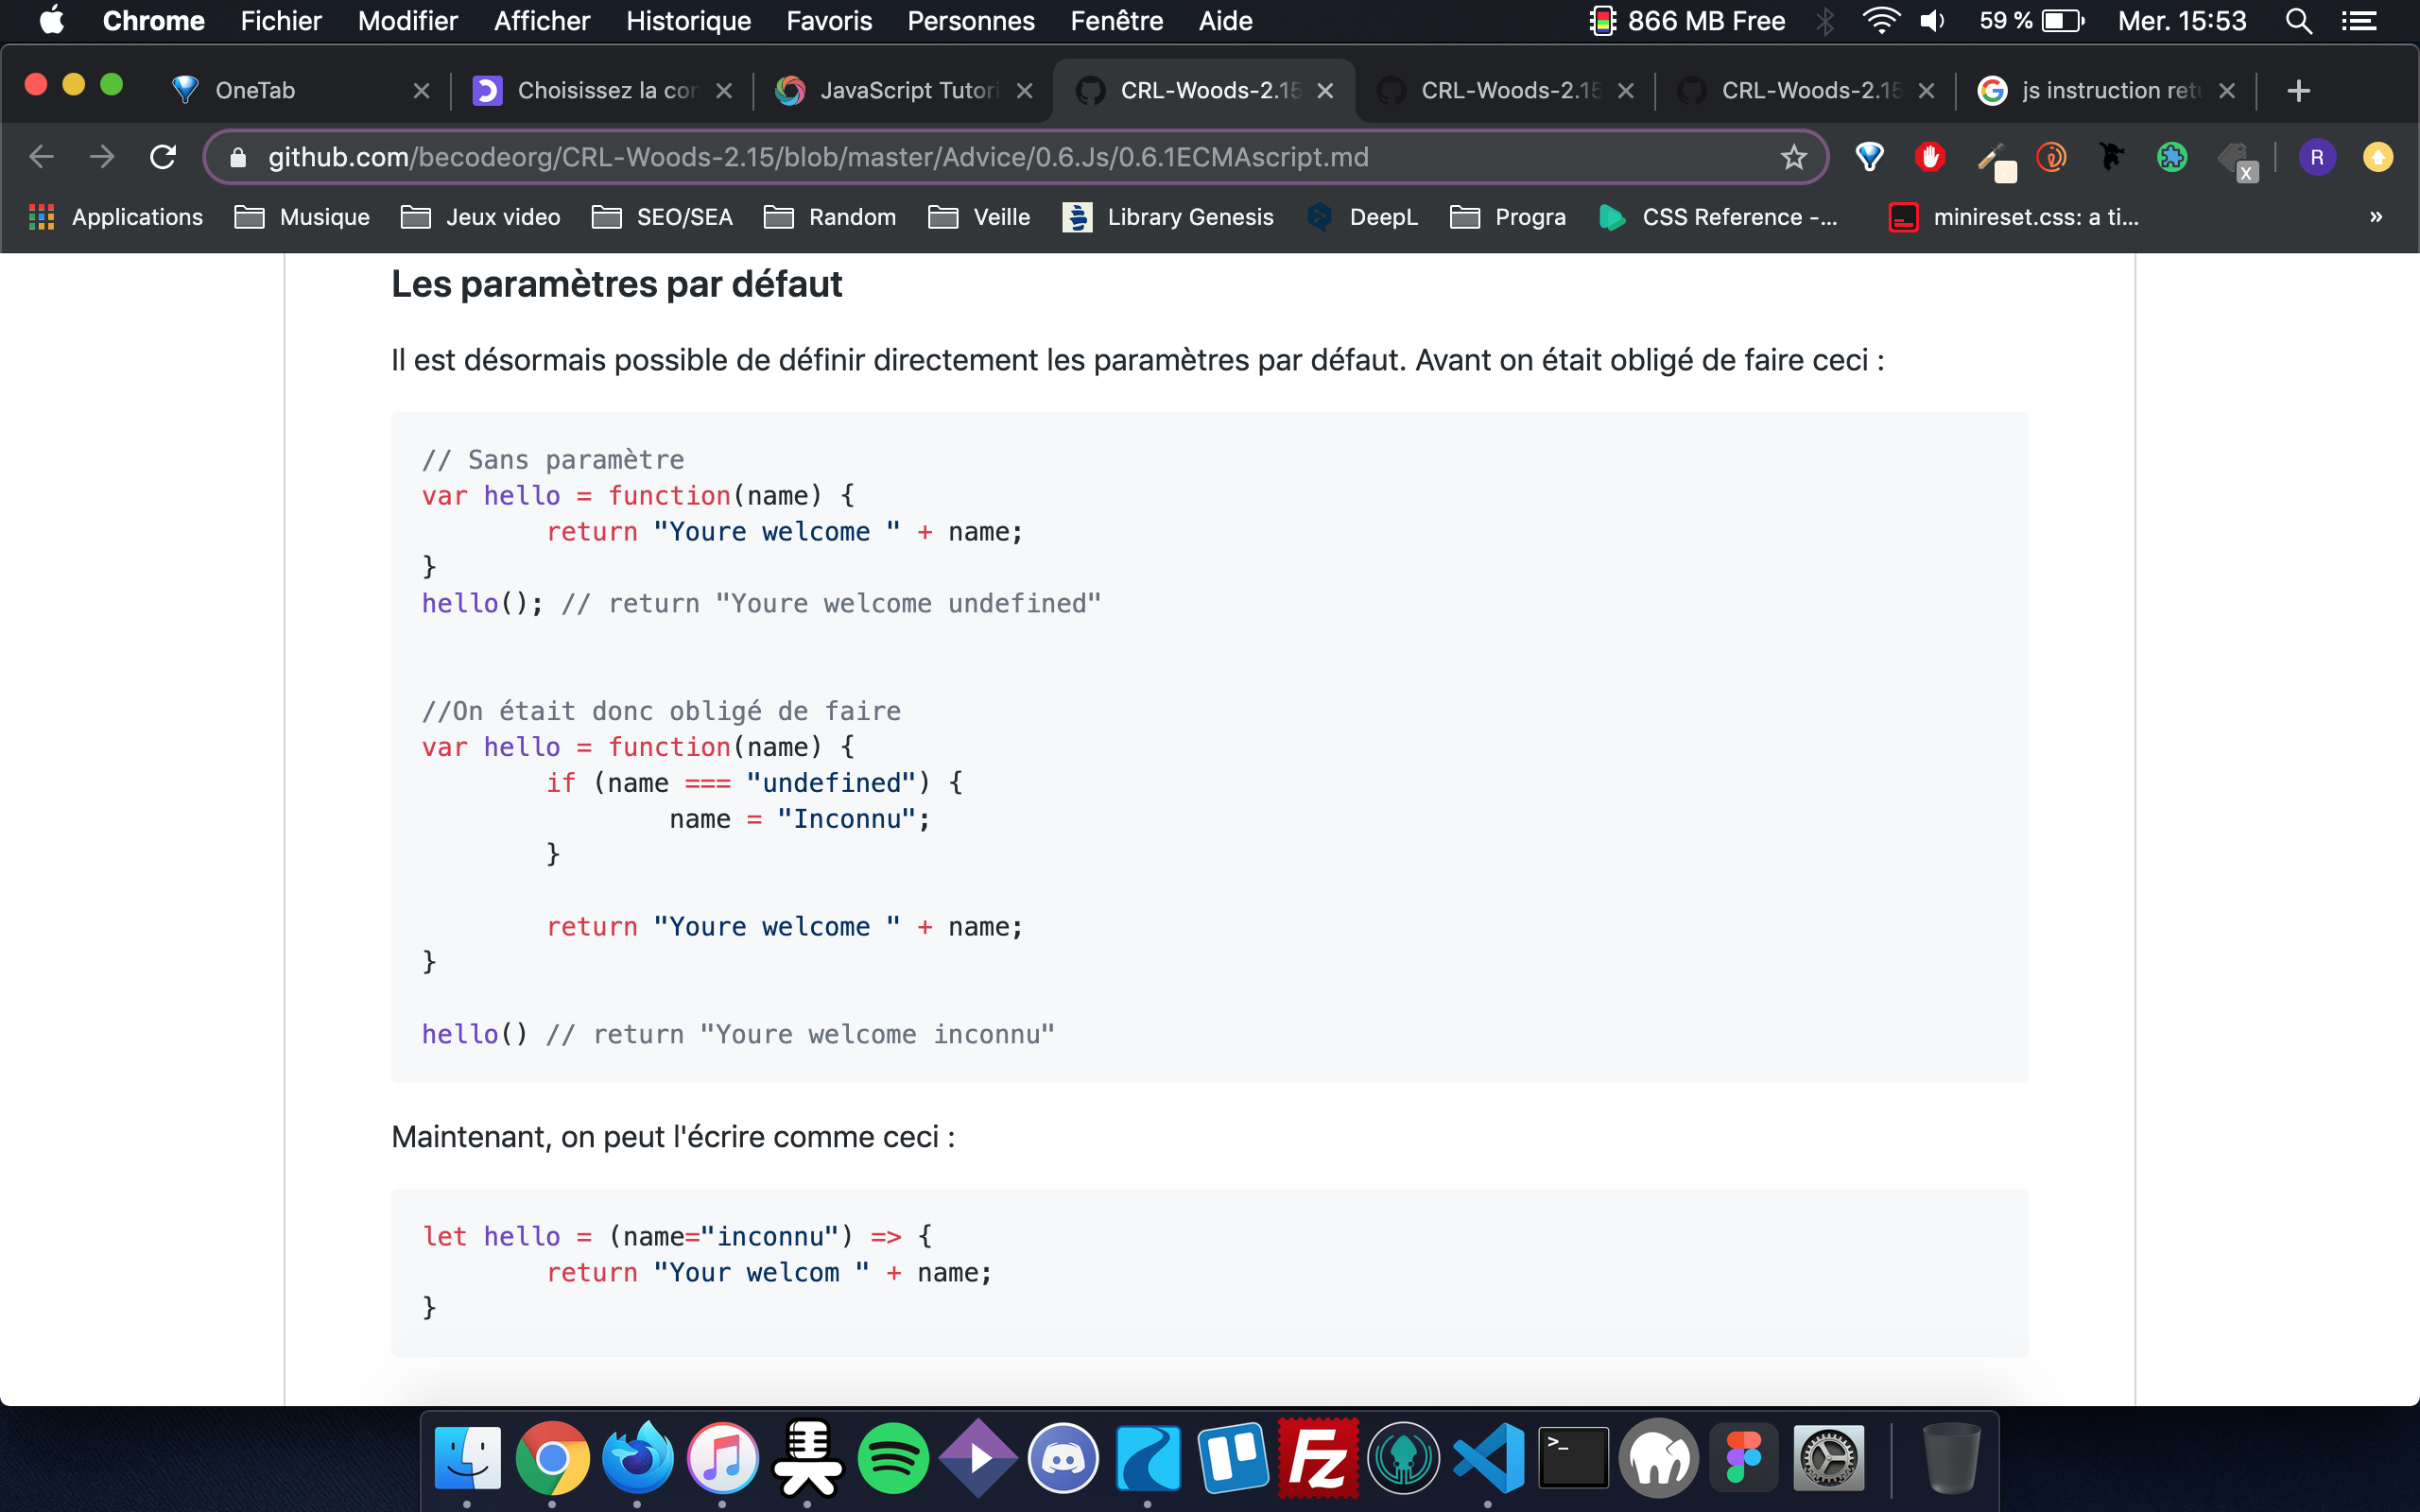 Chrome Fichier Modifier Afficher Historique Favoris Personnes Fenêtre Aide 866 MB Free 59 % Mer. 15:53
OneTab Choisissez la con JavaScript Tutori CRL-Woods-2.15 CRL-Woods-2.15 CRL-Woods-2.15 js instruction retu
github.com/becodeorg/CRL-Woods-2.15/blob/master/Advice/0.6.Js/0.6.1ECMAscript.md X R
Applications Musique Jeux video SEO/SEA Random Veille Library Genesis DeepL Progra CSS Reference -... minireset.css: a ti... »
Les paramètres par défaut
Il est désormais possible de définir directement les paramètres par défaut. Avant on était obligé de faire ceci :
// Sans paramètre
var hello = function(name) {
return "Youre welcome " + name;
}
hello(); // return "Youre welcome undefined"
//On était donc obligé de faire
var hello = function(name) {
if (name === "undefined") {
name = "Inconnu";
}
return "Youre welcome " + name;
}
hello() // return "Youre welcome inconnu"
Maintenant, on peut l'écrire comme ceci :
let hello = (name="inconnu") => {
return "Your welcom " + name;
}
Fz >_